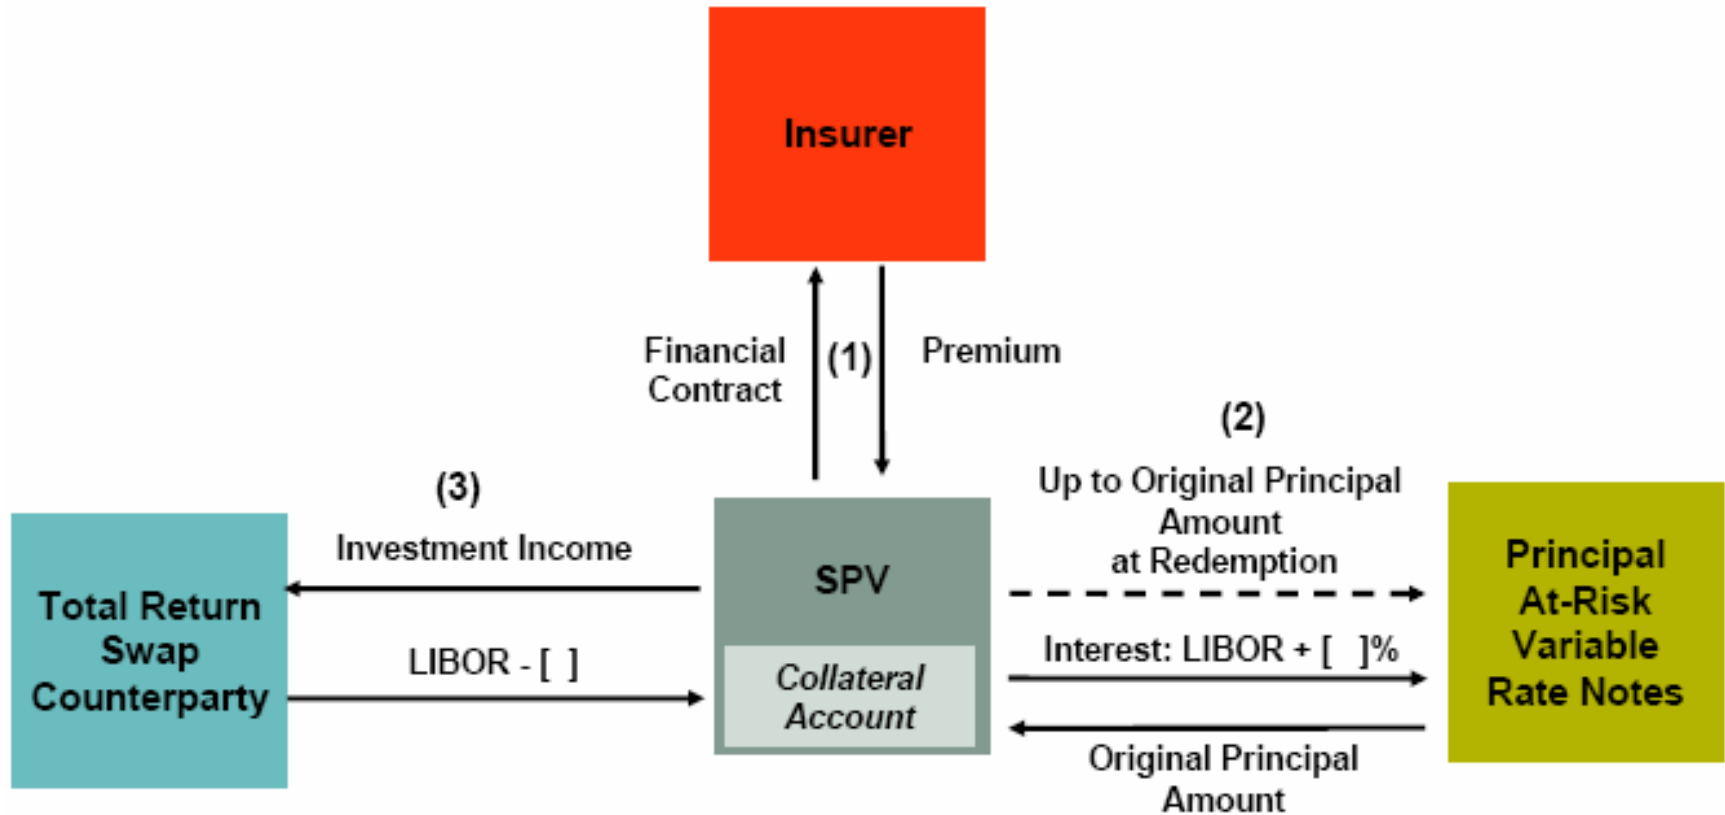 Insurer
Financial
Contract
(1)
Premium
(2)
Up to Original Principal
Amount
at Redemption
(3)
Investment Income
LIBOR - [ ]
Total Return
Swap
Counterparty
SPV
Collateral
Account
Interest: LIBOR + [ ]%
Original Principal
Amount
Principal
At-Risk
Variable
Rate Notes